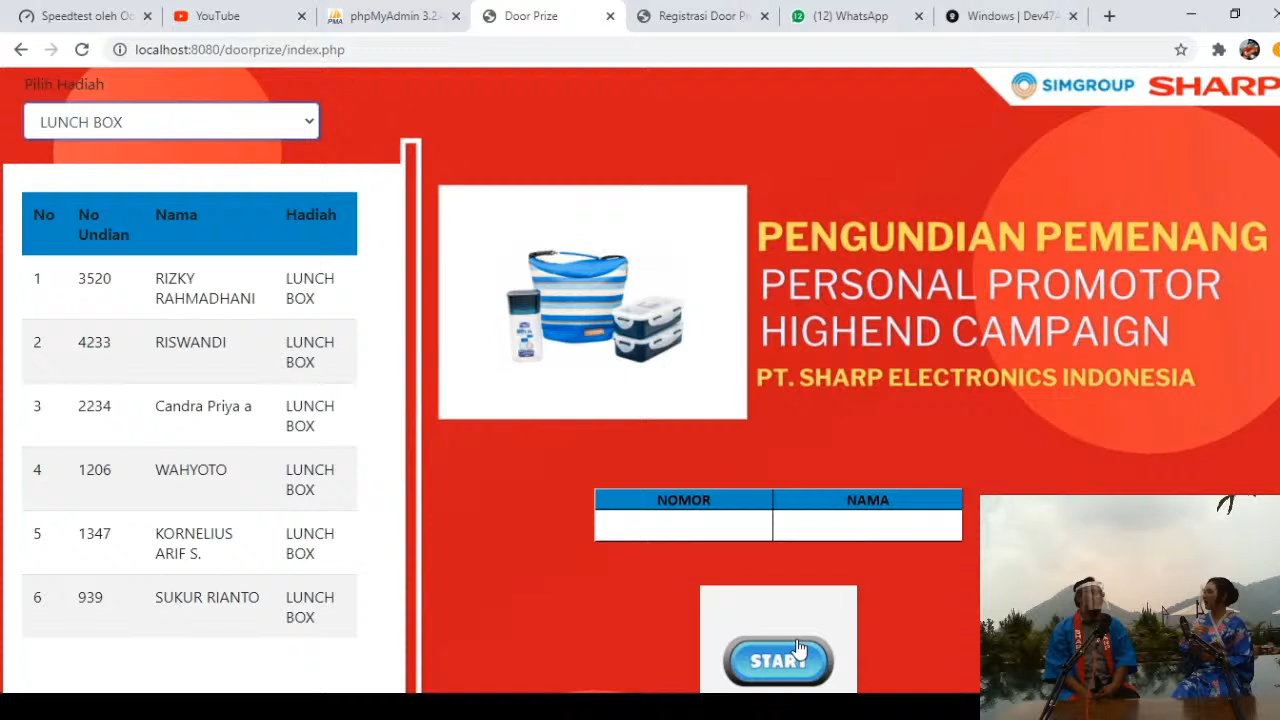 Speedtest oleh Oo
YouTube
phpMyAdmin 3.2.
Door Prize
Registrasi Door Pr
(12) WhatsApp
Windows | Dev47A
localhost:8080/doorprize/index.php
Pilih Hadiah
LUNCH BOX
SIMGROUP SHARP
No No Undian Nama Hadiah
1 3520 RIZKY RAHMADHANI LUNCH BOX
2 4233 RISWANDI LUNCH BOX
3 2234 Candra Priya a LUNCH BOX
4 1206 WAHYOTO LUNCH BOX
5 1347 KORNELIUS ARIF S. LUNCH BOX
6 939 SUKUR RIANTO LUNCH BOX
PENGUNDIAN PEMENANG
PERSONAL PROMOTOR
HIGHEND CAMPAIGN
PT. SHARP ELECTRONICS INDONESIA
NOMOR NAMA
START